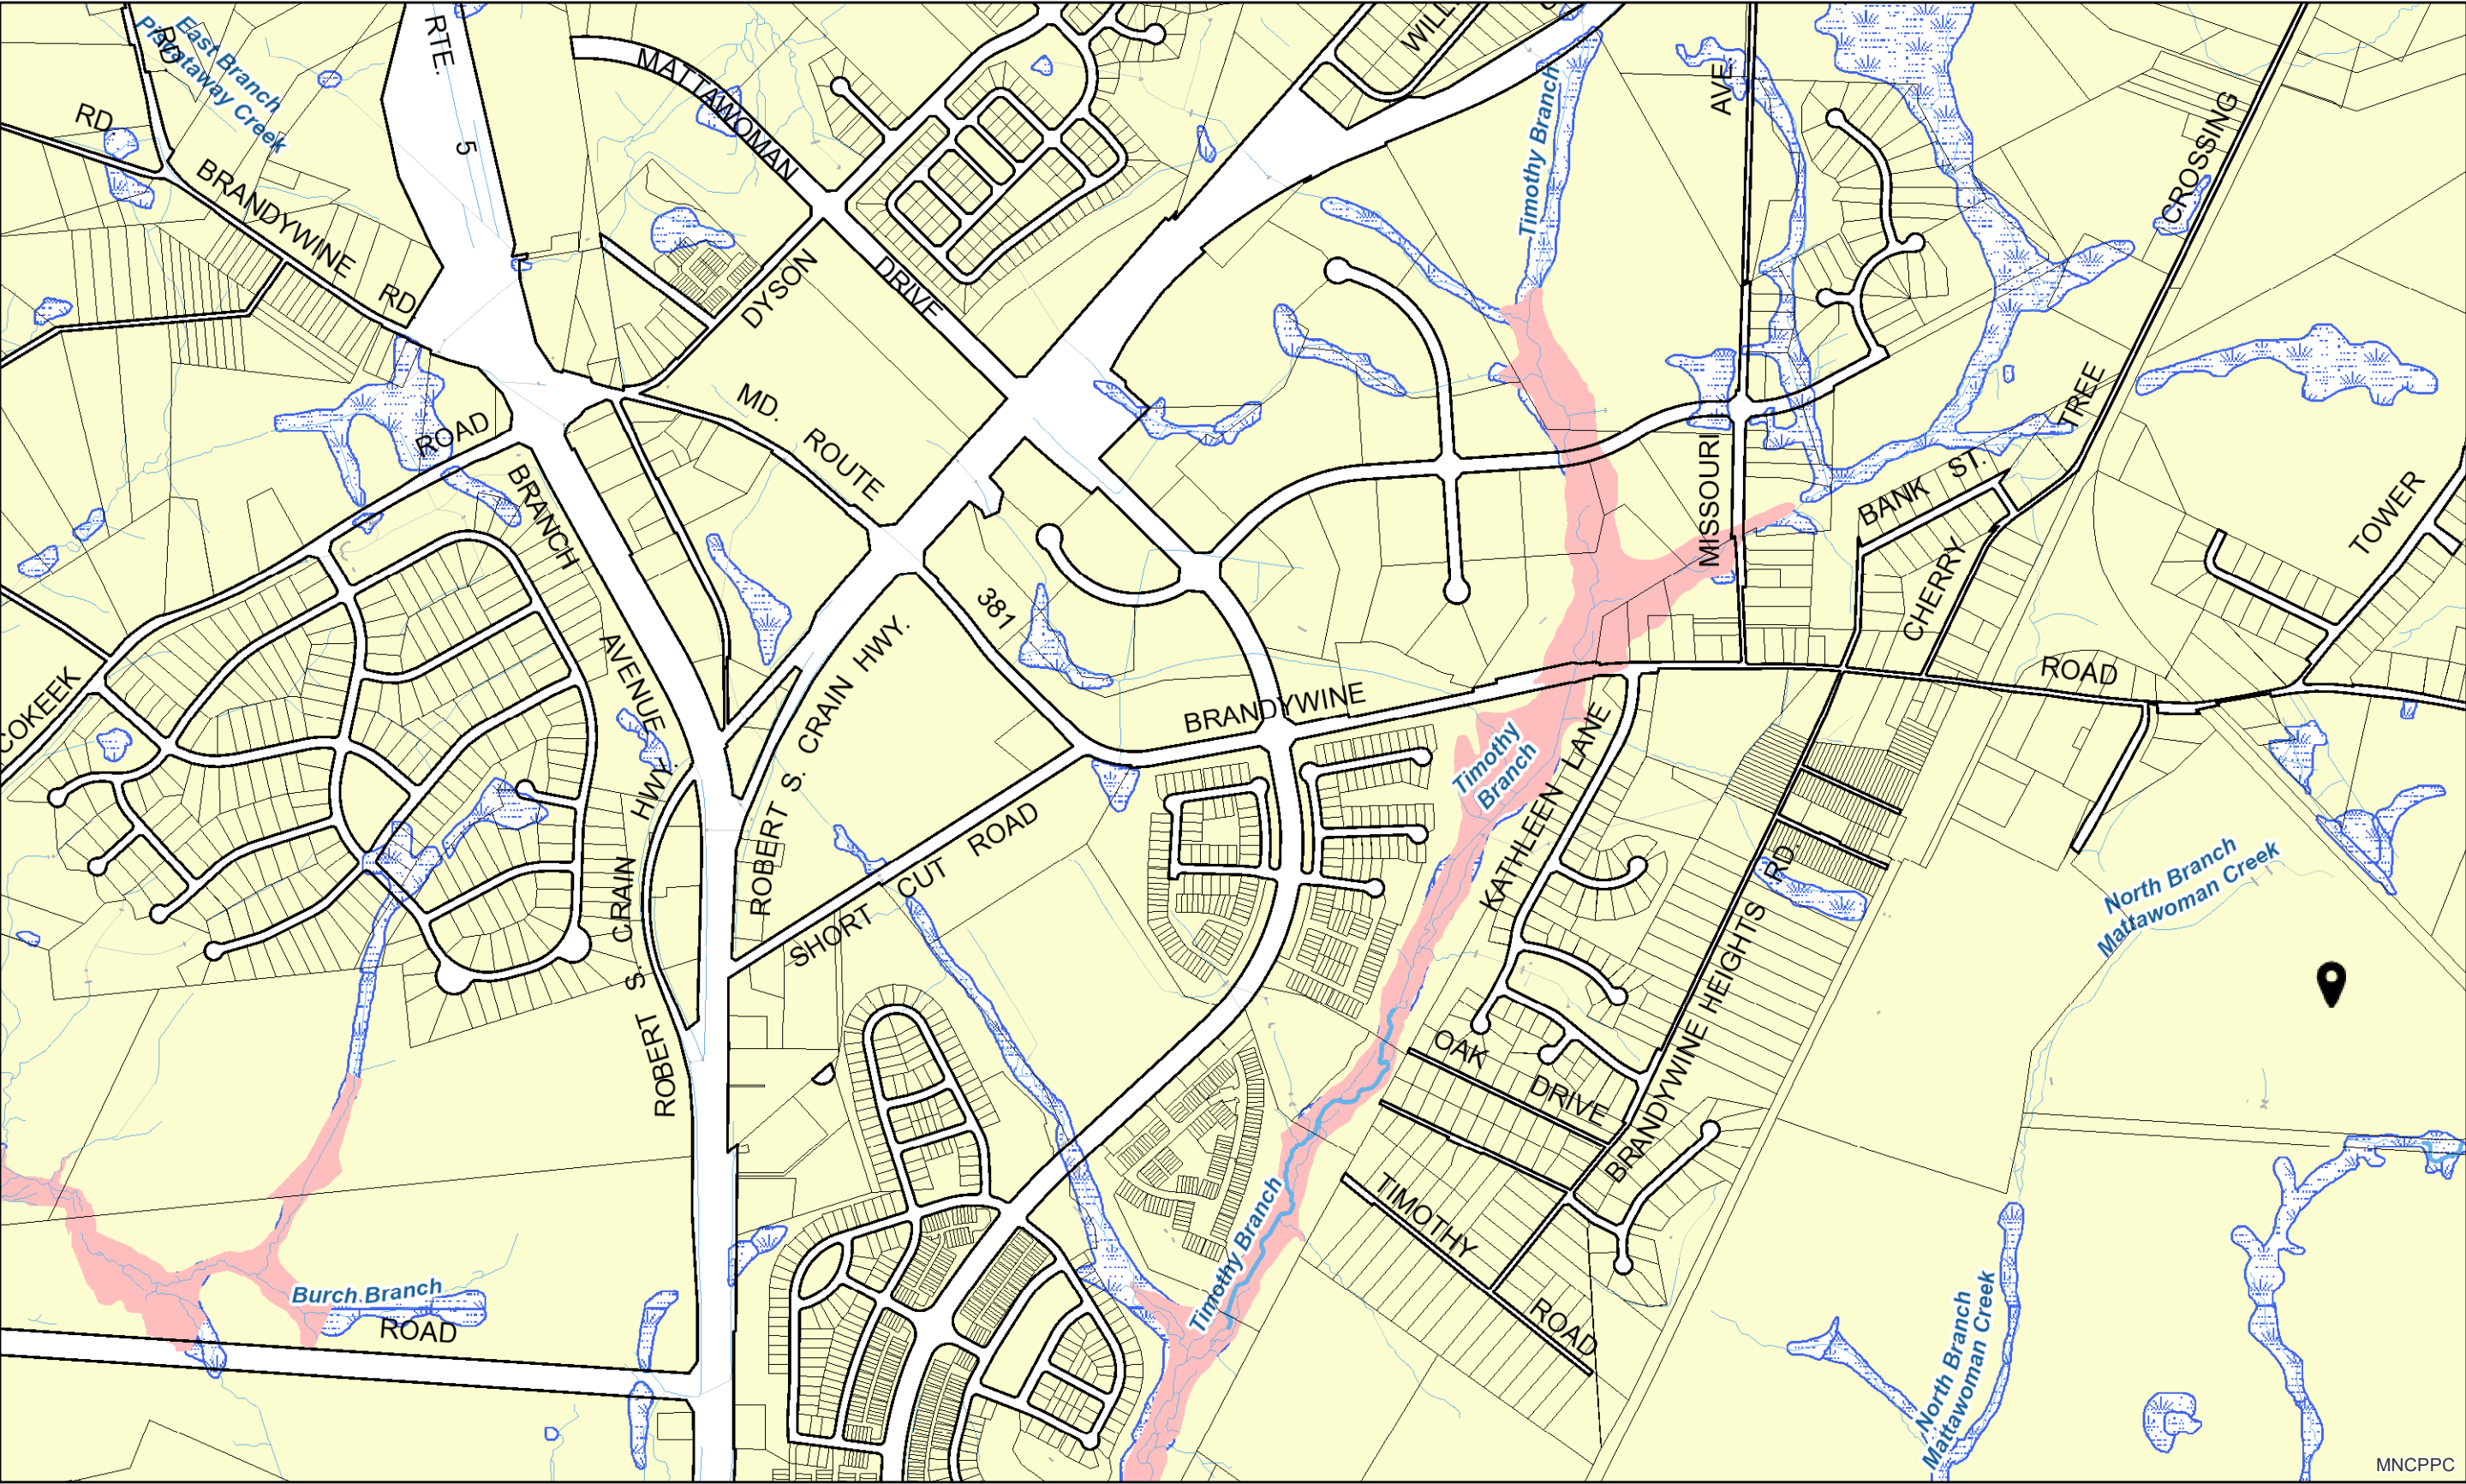 East Branch
Piscataway Creek
RD
RD.
BRANDYWINE
RD
RTE.
5
MATTAWOMAN
DRIVE
DYSON
MD.
ROUTE
381
Timothy Branch
AVE.
MISSOURI
CROSSING
TREE
CHERRY
BANK ST.
TOWER
ROAD
BRANCH
AVENUE
ROAD
BRANDYWINE
ROBERT S. CRAIN HWY.
ROBERT S. CRAIN HWY.
SHORT CUT ROAD
Timothy
Branch
KATHLEEN LANE
BRANDYWINE HEIGHTS RD.
North Branch
Mattawoman Creek
OAK DRIVE
TIMOTHY ROAD
Timothy Branch
Burch Branch
ROAD
North Branch
Mattawoman Creek
MNCPPC